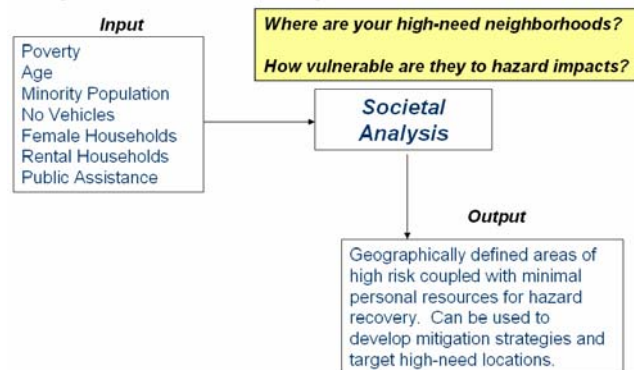 Input
Poverty
Age
Minority Population
No Vehicles
Female Households
Rental Households
Public Assistance
Where are your high-need neighborhoods?
How vulnerable are they to hazard impacts?
Societal
Analysis
Output
Geographically defined areas of
high risk coupled with minimal
personal resources for hazard
recovery. Can be used to
develop mitigation strategies and
target high-need locations.